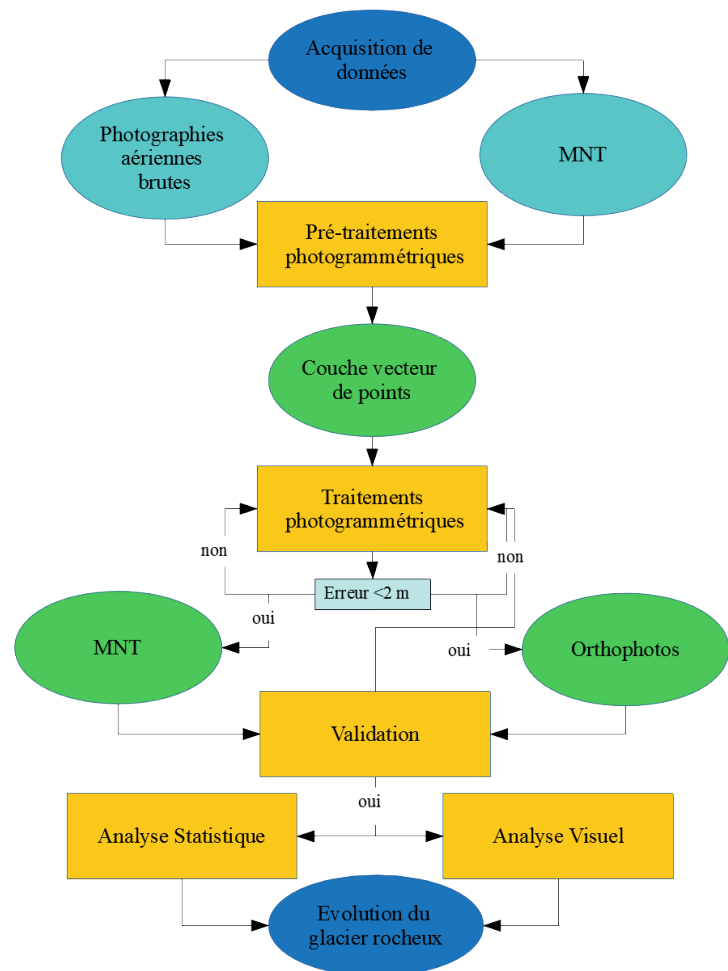 Acquisition de
données
Photographies
aériennes
brutes
MNT
Pré-traitements
photogrammétriques
Couche vecteur
de points
Traitements
photogrammétriques
non
non
Erreur <2 m
oui
oui
MNT
Orthophotos
Validation
oui
Analyse Statistique
Analyse Visuel
Evolution du
glacier rocheux